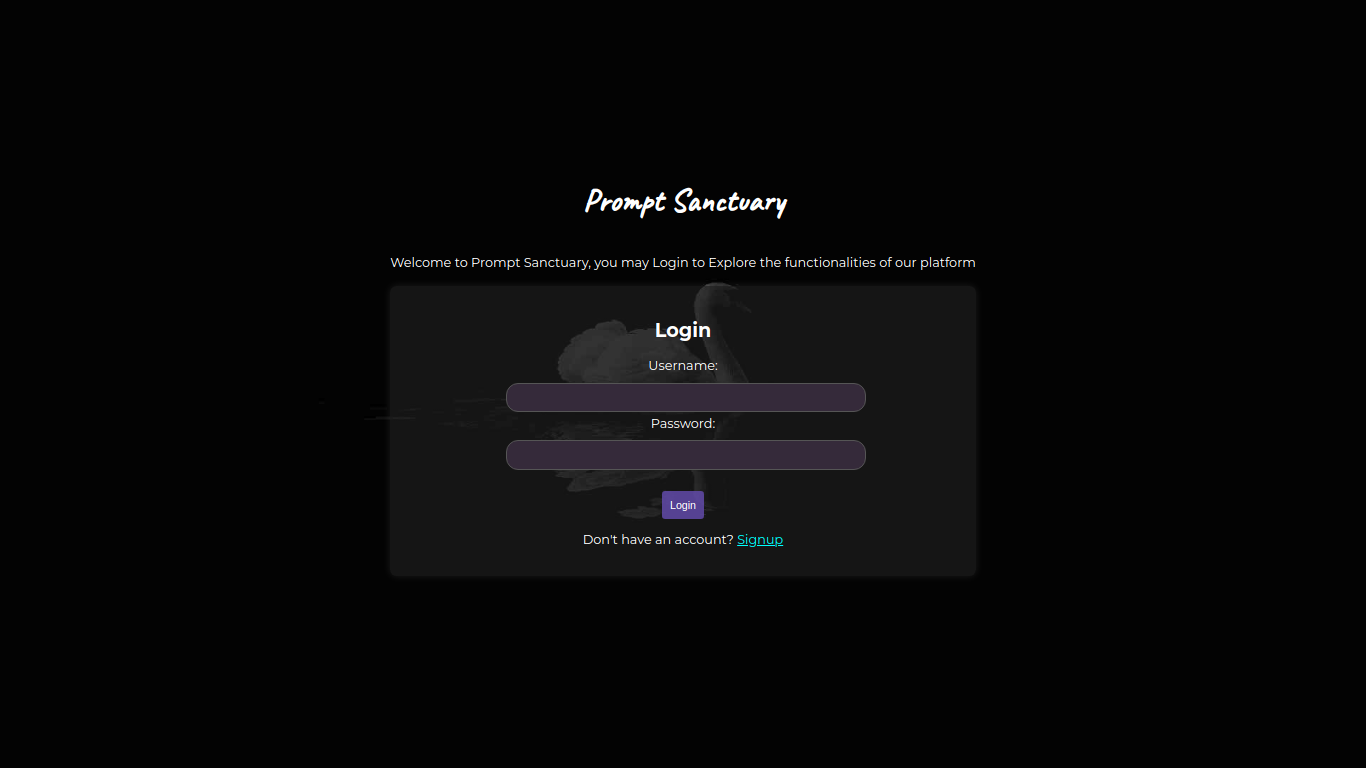 Prompt Sanctuary
Welcome to Prompt Sanctuary, you may Login to Explore the functionalities of our platform
Login
Username:
Password:
Login
Don't have an account? Signup